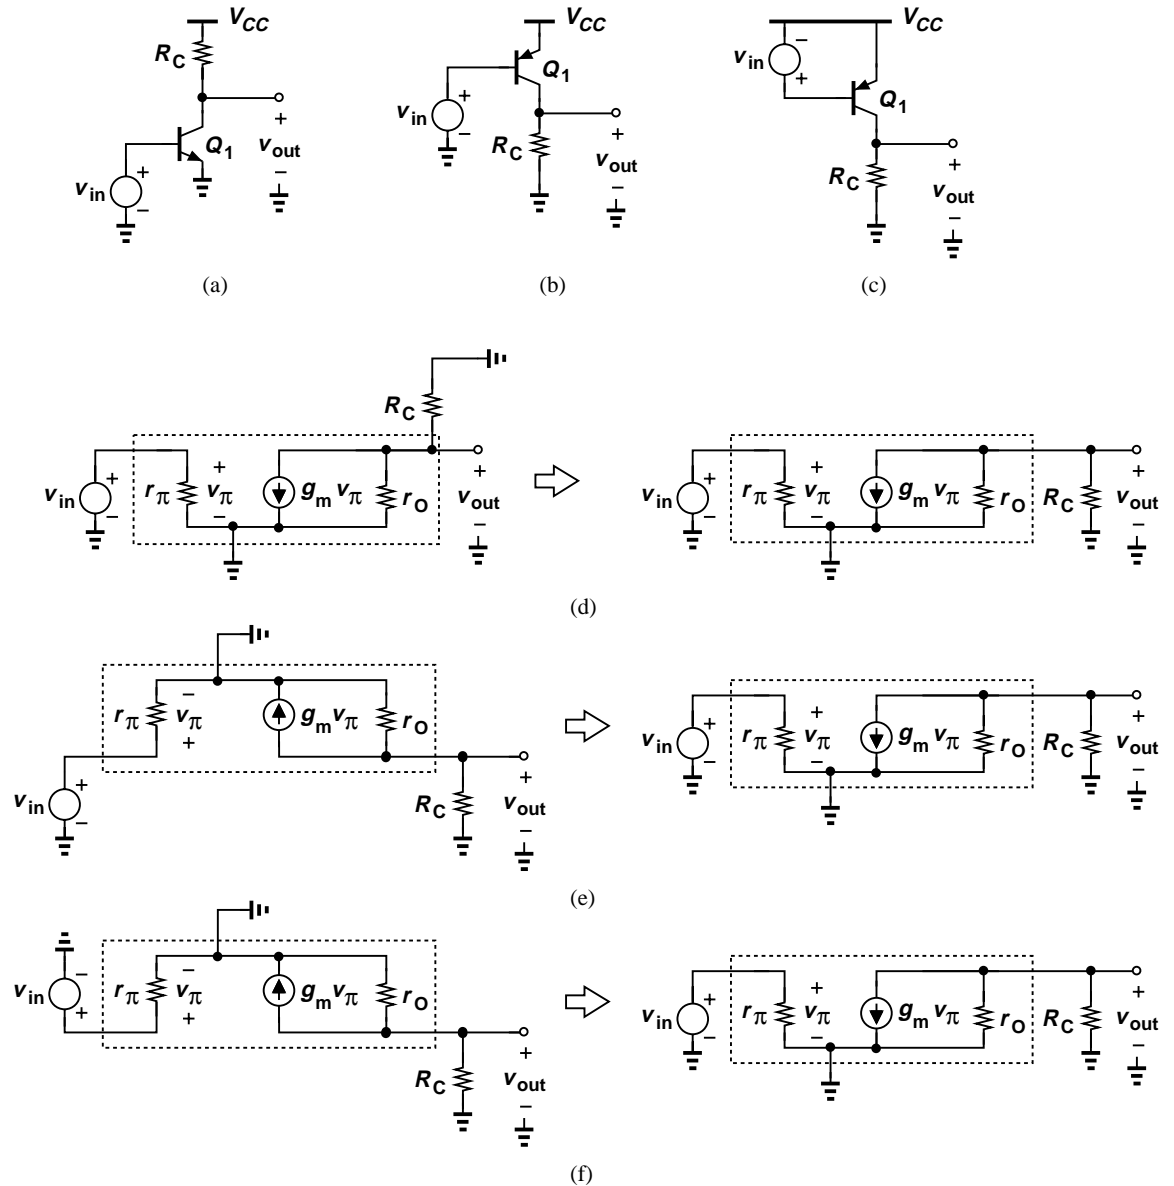 V_CC V_CC V_CC
R_C v_in
Q_1 Q_1 Q_1
v_in v_out v_in R_C v_out R_C v_out
(a) (b) (c)
R_C
v_in r_π v_π g_m v_π r_O v_out v_in r_π v_π g_m v_π r_O R_C v_out
(d)
r_π v_π g_m v_π r_O v_in r_π v_π g_m v_π r_O R_C v_out
v_in R_C v_out
(e)
v_in r_π v_π g_m v_π r_O v_in r_π v_π g_m v_π r_O R_C v_out
R_C v_out
(f)